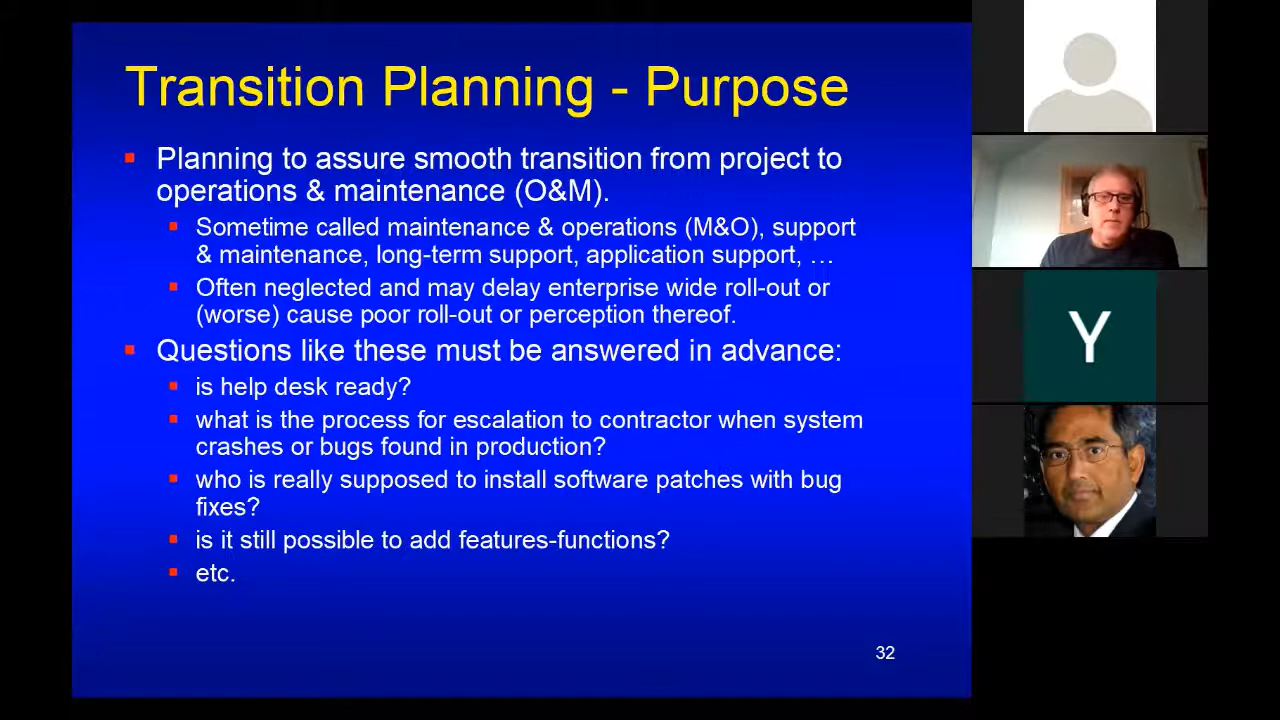 Transition Planning - Purpose
▪ Planning to assure smooth transition from project to
operations & maintenance (O&M).
▪ Sometime called maintenance & operations (M&O), support
& maintenance, long-term support, application support, …
▪ Often neglected and may delay enterprise wide roll-out or
(worse) cause poor roll-out or perception thereof.
▪ Questions like these must be answered in advance:
▪ is help desk ready?
▪ what is the process for escalation to contractor when system
crashes or bugs found in production?
▪ who is really supposed to install software patches with bug
fixes?
▪ is it still possible to add features-functions?
▪ etc.
32
Y